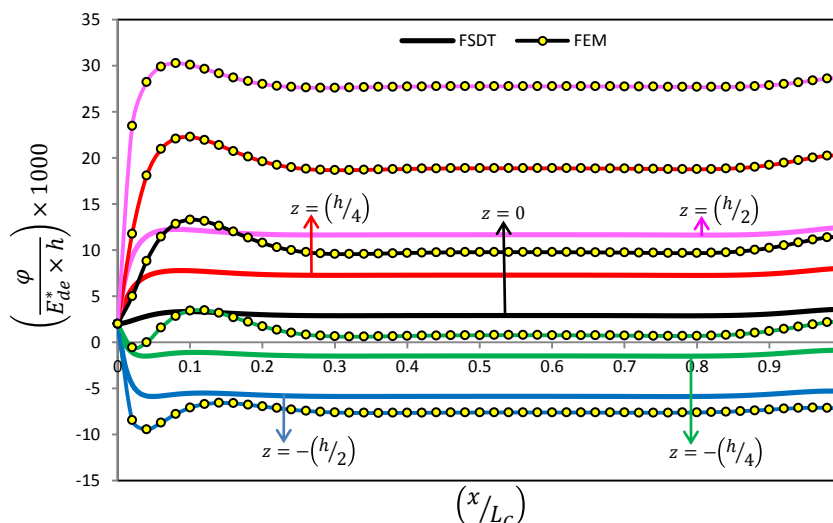 FSDT FEM
35
30
25
20
15
10
5
0
-5
-10
-15
(φ / E*de × h) × 1000
z = (h/4)
z = 0
z = (h/2)
0 0.1 0.2 0.3 0.4 0.5 0.6 0.7 0.8 0.9
z = −(h/2)
z = −(h/4)
(x/Lc)